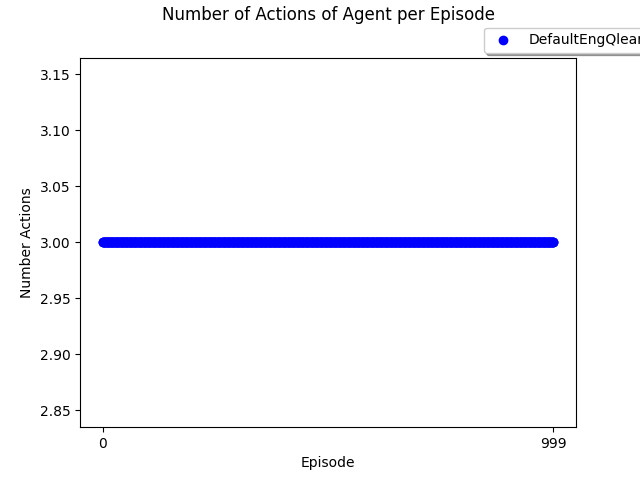 Number of Actions of Agent per Episode
DefaultEngQlear
3.15
3.10
3.05
3.00
2.95
2.90
2.85
Number Actions
0
999
Episode